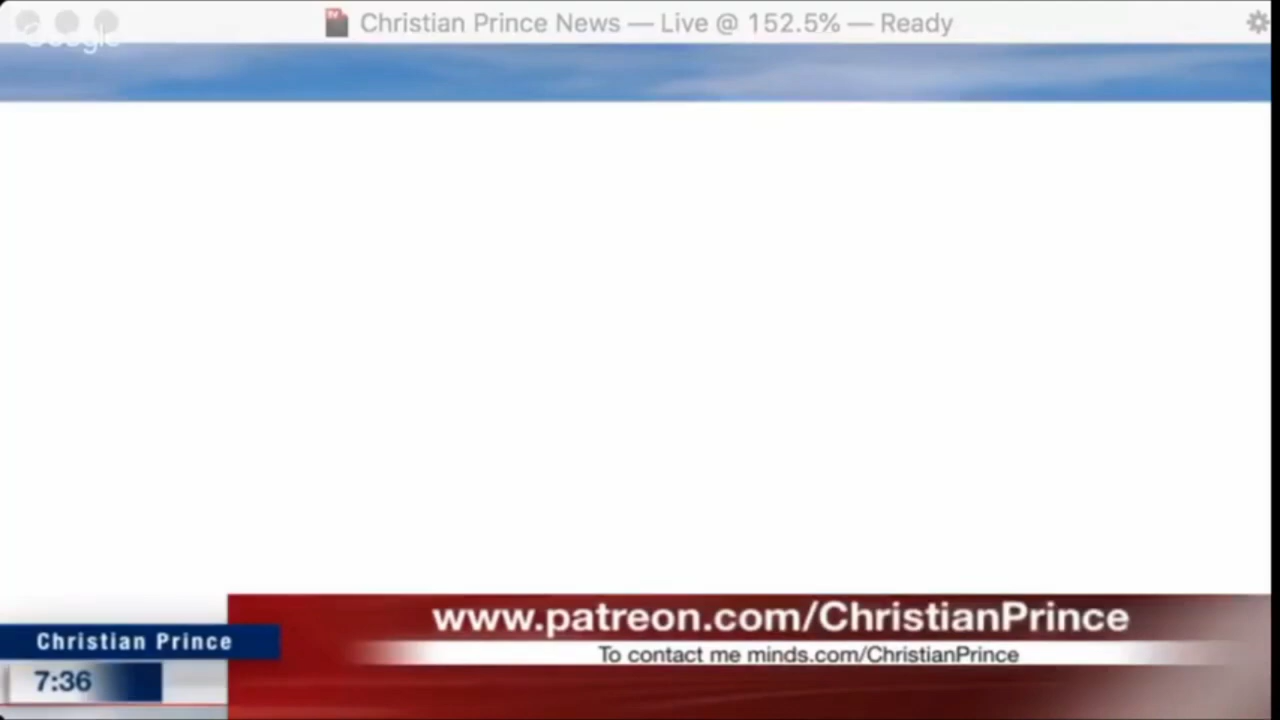 Christian Prince News — Live @ 152.5% — Ready
Google
www.patreon.com/ChristianPrince
To contact me minds.com/ChristianPrince
Christian Prince
7:36